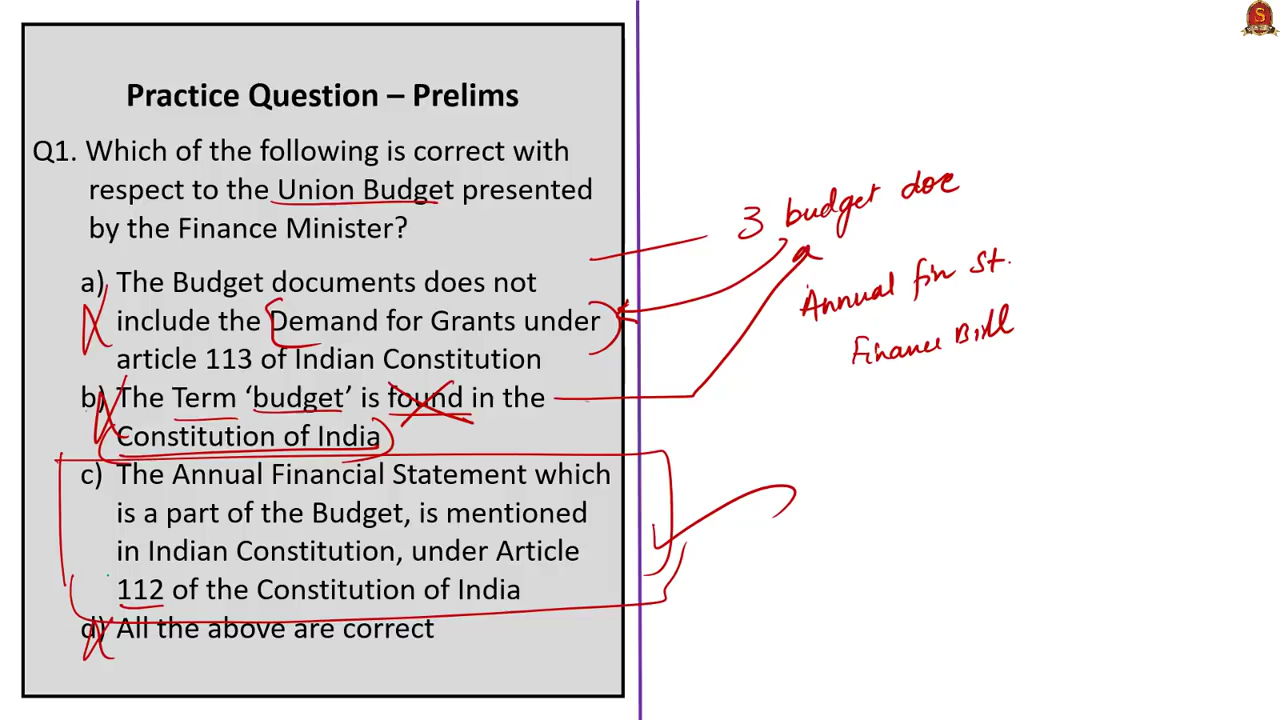 Practice Question – Prelims
Q1. Which of the following is correct with
respect to the Union Budget presented
by the Finance Minister?
a) The Budget documents does not
include the Demand for Grants under
article 113 of Indian Constitution
b) The Term ‘budget’ is found in the
Constitution of India
c) The Annual Financial Statement which
is a part of the Budget, is mentioned
in Indian Constitution, under Article
112 of the Constitution of India
d) All the above are correct
3 budget doc
Annual fin St.
Finance Bill
S